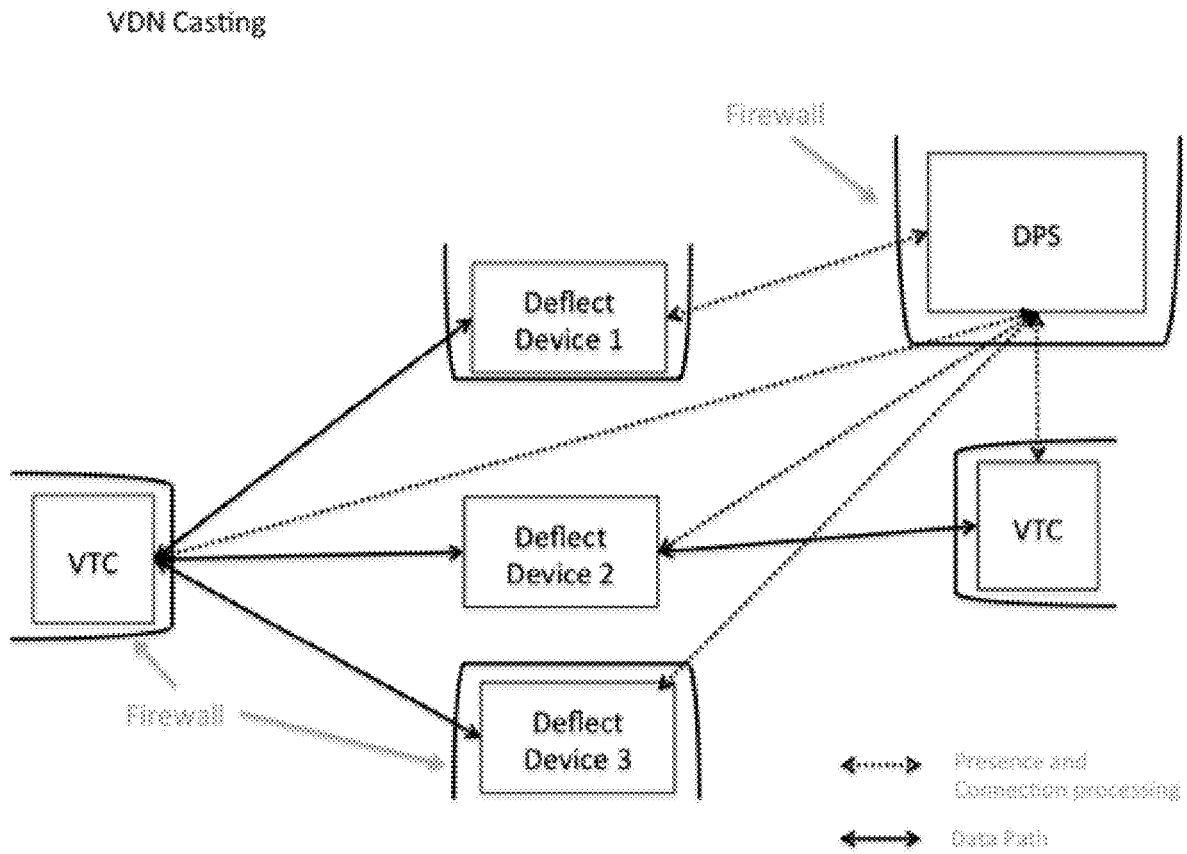 VDN Casting
Firewall
DPS
Deflect
Device 1
VTC
Deflect
Device 2
VTC
Firewall
Deflect
Device 3
Presence and
Connection processing
Data Path